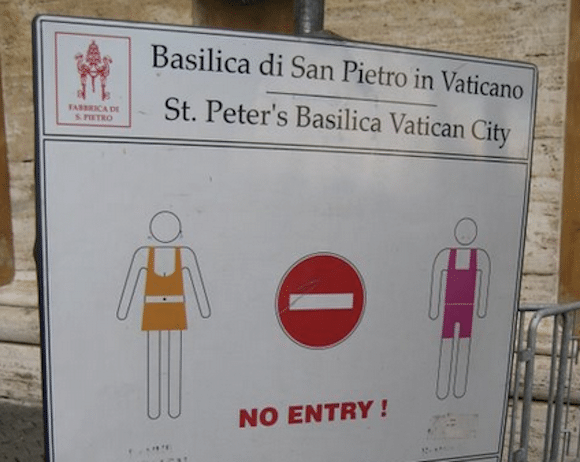 FABBRICA DI
S. PIETRO
Basilica di San Pietro in Vaticano
St. Peter's Basilica Vatican City
NO ENTRY !